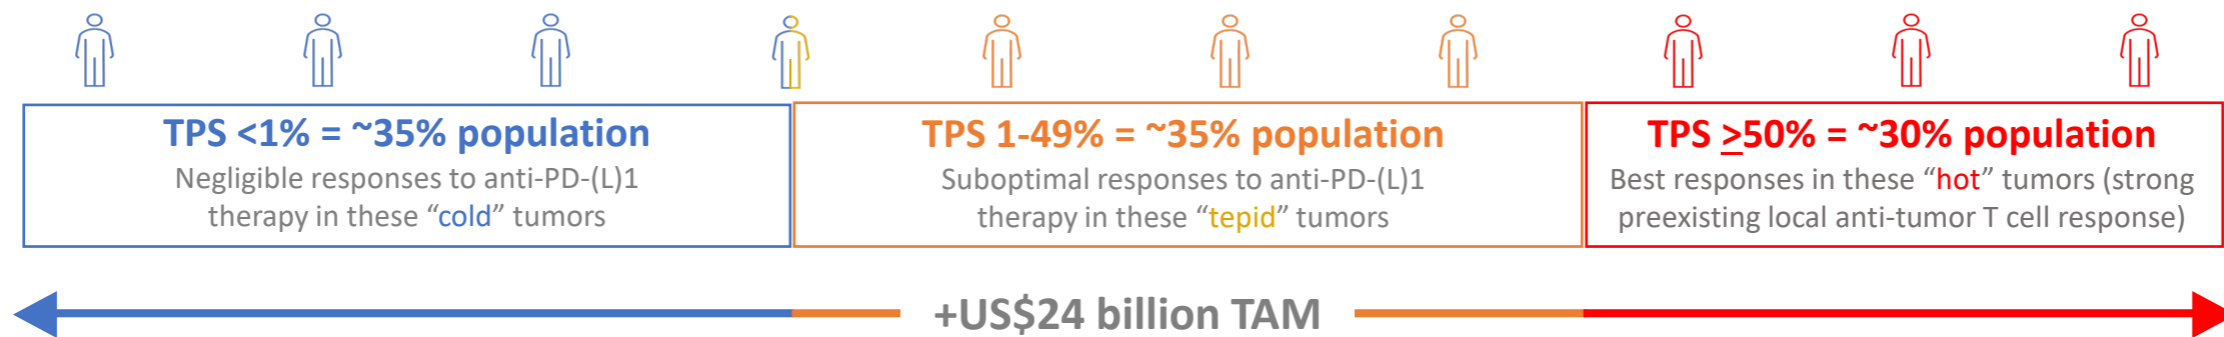 TPS <1% = ~35% population
Negligible responses to anti-PD-(L)1
therapy in these “cold” tumors
TPS 1-49% = ~35% population
Suboptimal responses to anti-PD-(L)1
therapy in these “tepid” tumors
TPS ≥50% = ~30% population
Best responses in these “hot” tumors (strong
preexisting local anti-tumor T cell response)
+US$24 billion TAM